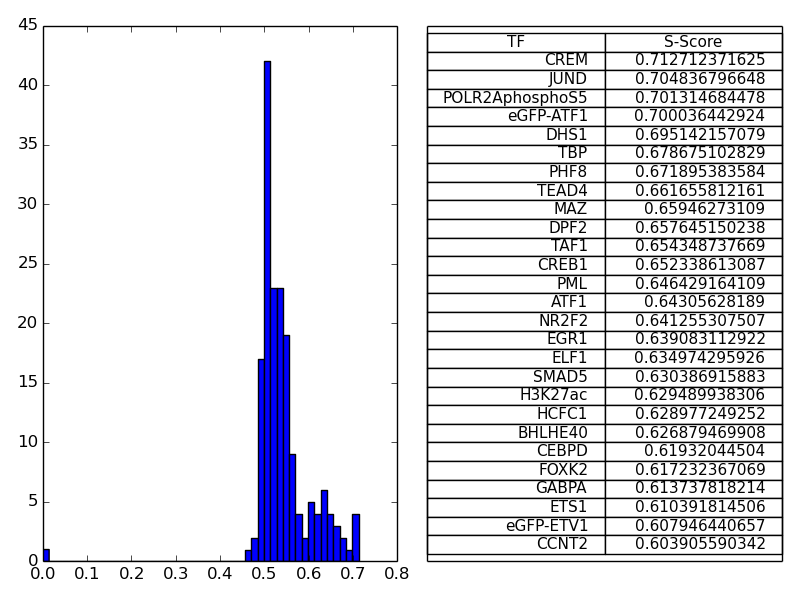 45
40
35
30
25
20
15
10
5
0
0.0 0.1 0.2 0.3 0.4 0.5 0.6 0.7 0.8
TF S-Score
CREM 0.712712371625
JUND 0.704836796648
POLR2AphosphoS5 0.701314684478
eGFP-ATF1 0.700036442924
DHS1 0.695142157079
TBP 0.678675102829
PHF8 0.671895383584
TEAD4 0.661655812161
MAZ 0.65946273109
DPF2 0.657645150238
TAF1 0.654348737669
CREB1 0.652338613087
PML 0.646429164109
ATF1 0.64305628189
NR2F2 0.641255307507
EGR1 0.639083112922
ELF1 0.634974295926
SMAD5 0.630386915883
H3K27ac 0.629489938306
HCFC1 0.628977249252
BHLHE40 0.626879469908
CEBPD 0.61932044504
FOXK2 0.617232367069
GABPA 0.613737818214
ETS1 0.610391814506
eGFP-ETV1 0.607946440657
CCNT2 0.603905590342